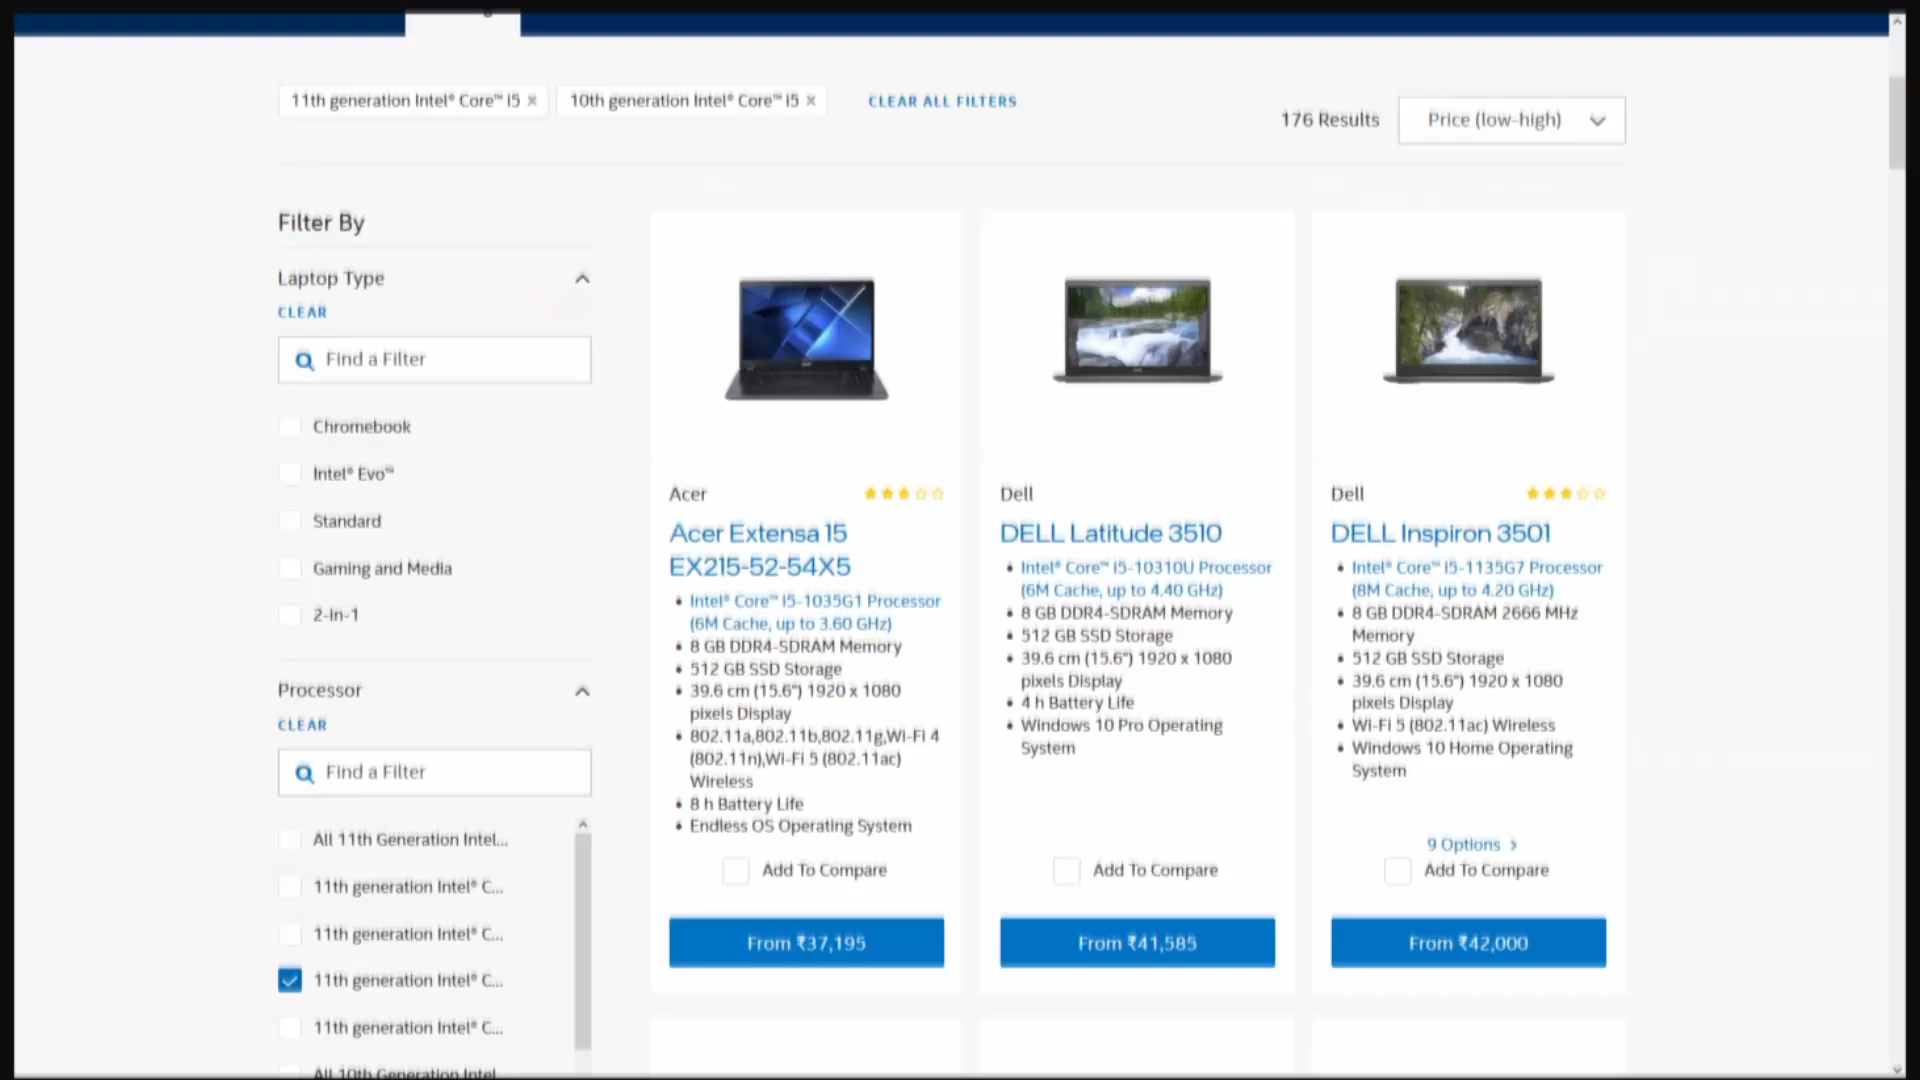 11th generation Intel® Core™ i5 ×
10th generation Intel® Core™ i5 ×
CLEAR ALL FILTERS
176 Results
Price (low-high)
Filter By
Laptop Type
CLEAR
Find a Filter
Chromebook
Intel® Evo™
Standard
Gaming and Media
2-in-1
Processor
CLEAR
Find a Filter
All 11th Generation Intel...
11th generation Intel® C...
11th generation Intel® C...
11th generation Intel® C...
11th generation Intel® C...
All 10th Generation Intel
Acer
Acer Extensa 15
EX215-52-54X5
• Intel® Core™ i5-1035G1 Processor
(6M Cache, up to 3.60 GHz)
• 8 GB DDR4-SDRAM Memory
• 512 GB SSD Storage
• 39.6 cm (15.6") 1920 x 1080
pixels Display
• 802.11a,802.11b,802.11g,Wi-Fi 4
(802.11n),Wi-Fi 5 (802.11ac)
Wireless
• 8 h Battery Life
• Endless OS Operating System
Add To Compare
From ₹37,195
Dell
DELL Latitude 3510
• Intel® Core™ i5-10310U Processor
(6M Cache, up to 4.40 GHz)
• 8 GB DDR4-SDRAM Memory
• 512 GB SSD Storage
• 39.6 cm (15.6") 1920 x 1080
pixels Display
• 4 h Battery Life
• Windows 10 Pro Operating
System
Add To Compare
From ₹41,585
Dell
DELL Inspiron 3501
• Intel® Core™ i5-1135G7 Processor
(8M Cache, up to 4.20 GHz)
• 8 GB DDR4-SDRAM 2666 MHz
Memory
• 512 GB SSD Storage
• 39.6 cm (15.6") 1920 x 1080
pixels Display
• Wi-Fi 5 (802.11ac) Wireless
• Windows 10 Home Operating
System
9 Options >
Add To Compare
From ₹42,000